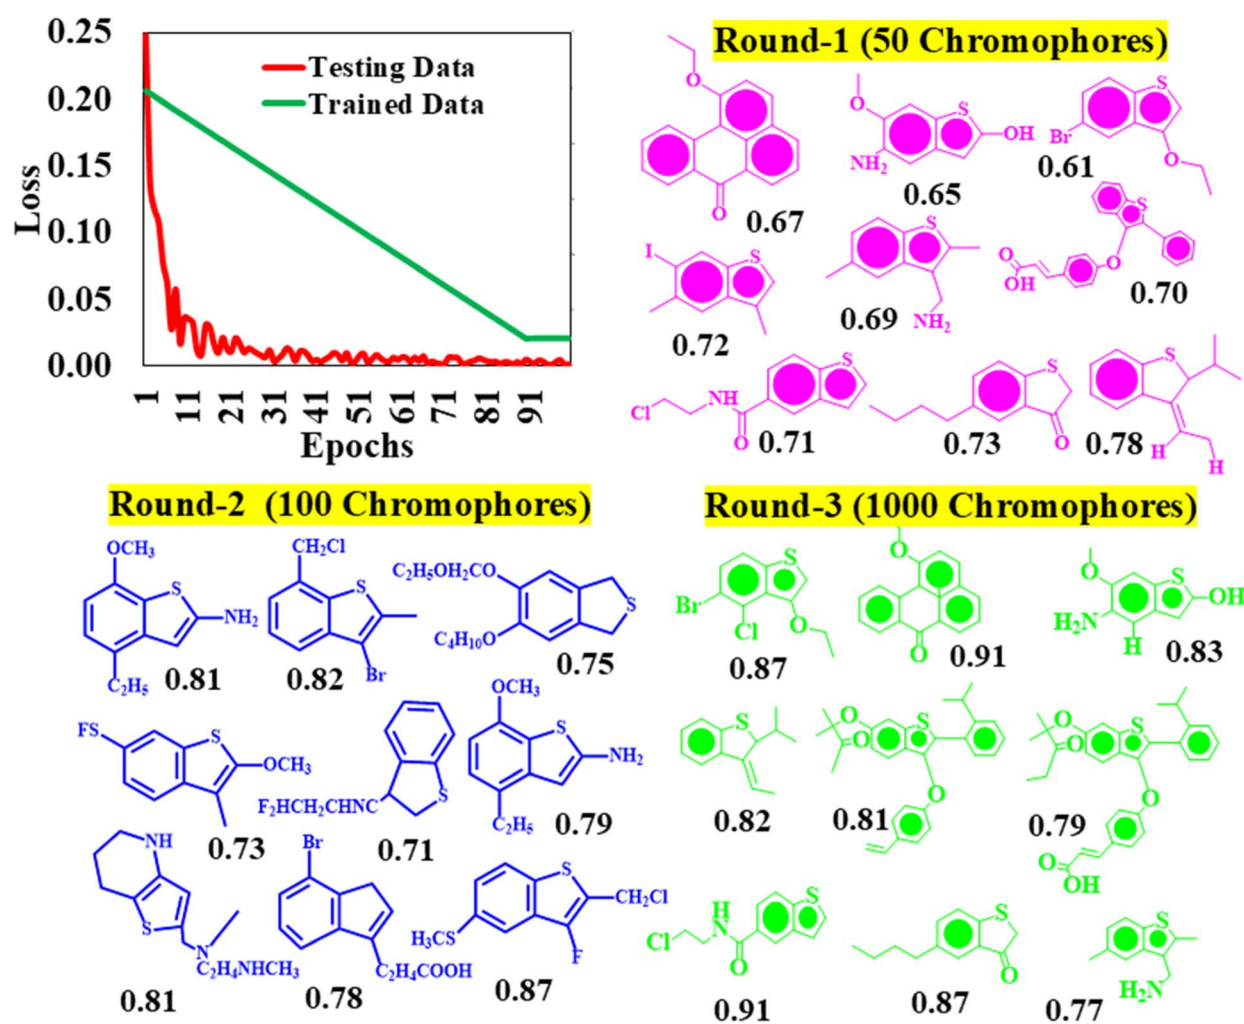 0.25
0.20
0.15
0.10
0.05
0.00
Loss
Testing Data
Trained Data
1
11
21
31
41
51
61
71
81
91
Epochs
Round-1 (50 Chromophores)
O
O
0.67
O
S
OH
NH₂
0.65
S
Br
O
0.61
I
S
0.72
S
NH₂
0.69
S
O
O
OH
0.70
Cl
NH
O
S
0.71
S
O
0.73
S
H
H
0.78
Round-2 (100 Chromophores)
OCH₃
S
NH₂
C₂H₅
0.81
CH₂Cl
S
Br
0.82
C₂H₅OH₂CO
S
C₄H₁₀O
0.75
FS
S
OCH₃
0.73
S
F₂HCH₂CHNC
0.71
OCH₃
S
NH₂
C₂H₅
0.79
NH
S
N
C₂H₄NHCH₃
0.81
Br
C₂H₄COOH
0.78
S
CH₂Cl
H₃CS
F
0.87
Round-3 (1000 Chromophores)
S
Br
Cl
O
0.87
O
O
0.91
O
S
OH
H₂N
H
0.83
S
0.82
O
S
O
O
0.81
O
S
O
O
O
OH
0.79
H
N
Cl
O
S
0.91
S
O
0.87
S
H₂N
0.77